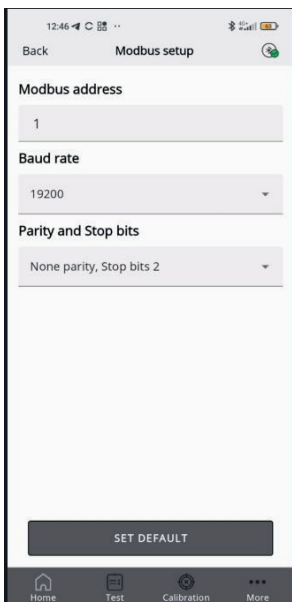 12:46
Back Modbus setup
Modbus address
1
Baud rate
19200
Parity and Stop bits
None parity, Stop bits 2
SET DEFAULT
Home Test Calibration More